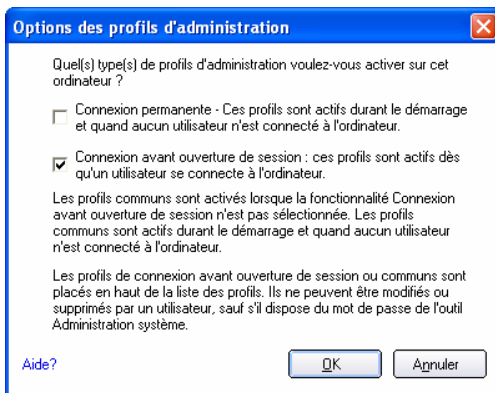 Options des profils d'administration
Quel(s) type(s) de profils d'administration voulez-vous activer sur cet
ordinateur ?
Connexion permanente - Ces profils sont actifs durant le démarrage
et quand aucun utilisateur n'est connecté à l'ordinateur.
Connexion avant ouverture de session : ces profils sont actifs dès
qu'un utilisateur se connecte à l'ordinateur.
Les profils communs sont activés lorsque la fonctionnalité Connexion
avant ouverture de session n'est pas sélectionnée. Les profils
communs sont actifs durant le démarrage et quand aucun utilisateur
n'est connecté à l'ordinateur.
Les profils de connexion avant ouverture de session ou communs sont
placés en haut de la liste des profils. Ils ne peuvent être modifiés ou
supprimés par un utilisateur, sauf s'il dispose du mot de passe de l'outil
Administration système.
Aide? OK Annuler